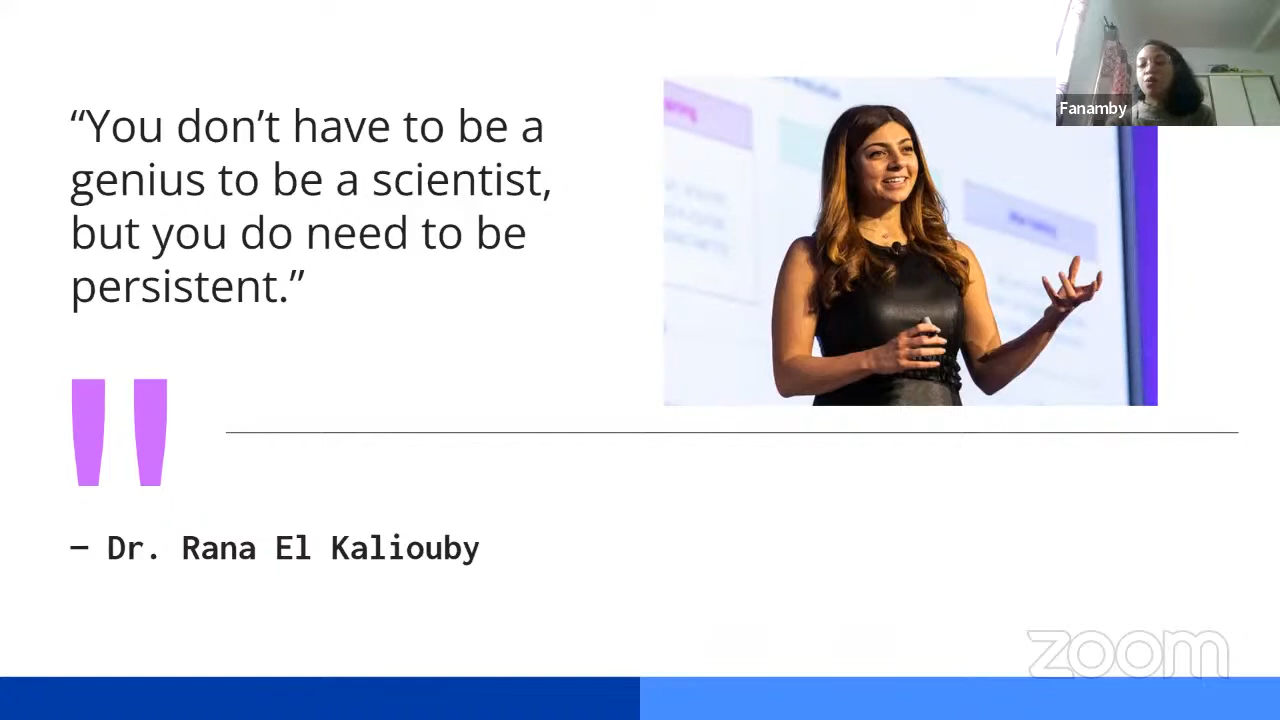 “You don’t have to be a
genius to be a scientist,
but you do need to be
persistent.”
"
– Dr. Rana El Kaliouby
Fanamby
zoom